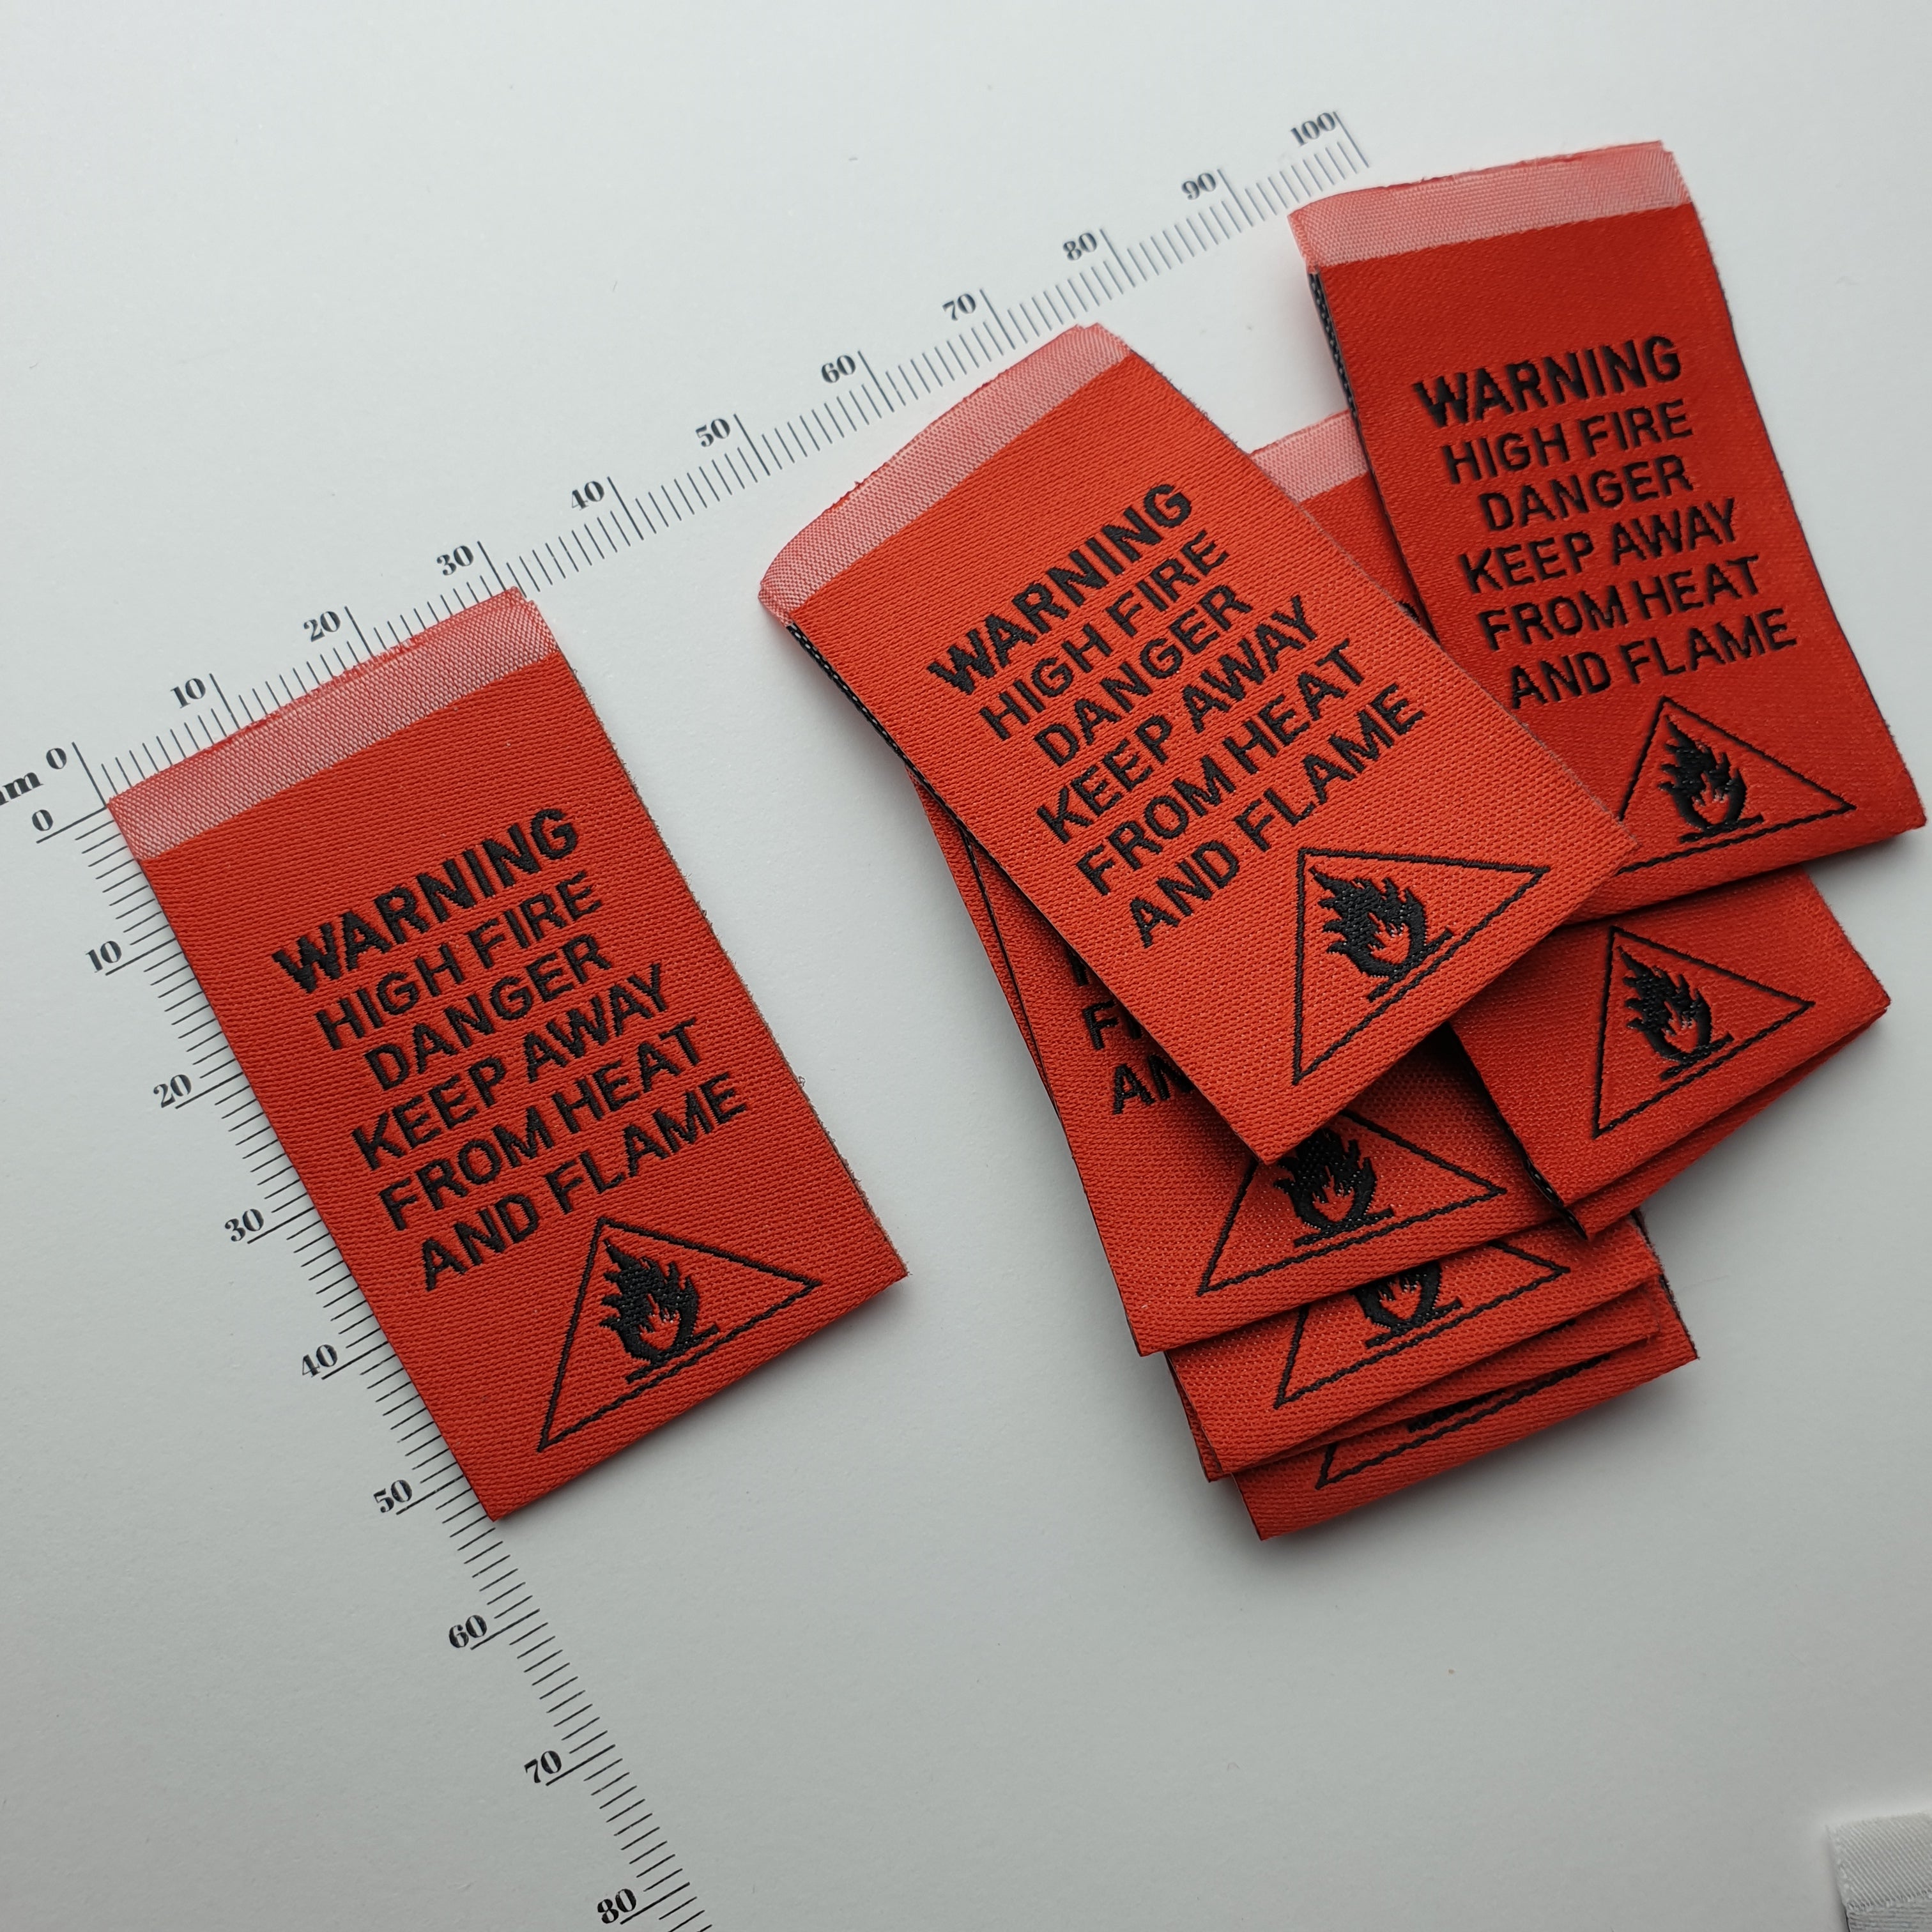 100
90
80
70
60
50
40
30
20
10
0
0
10
20
30
40
50
60
70
80
WARNING
HIGH FIRE
DANGER
KEEP AWAY
FROM HEAT
AND FLAME
WARNING
HIGH FIRE
DANGER
KEEP AWAY
FROM HEAT
AND FLAME
WARNING
HIGH FIRE
DANGER
KEEP AWAY
FROM HEAT
AND FLAME